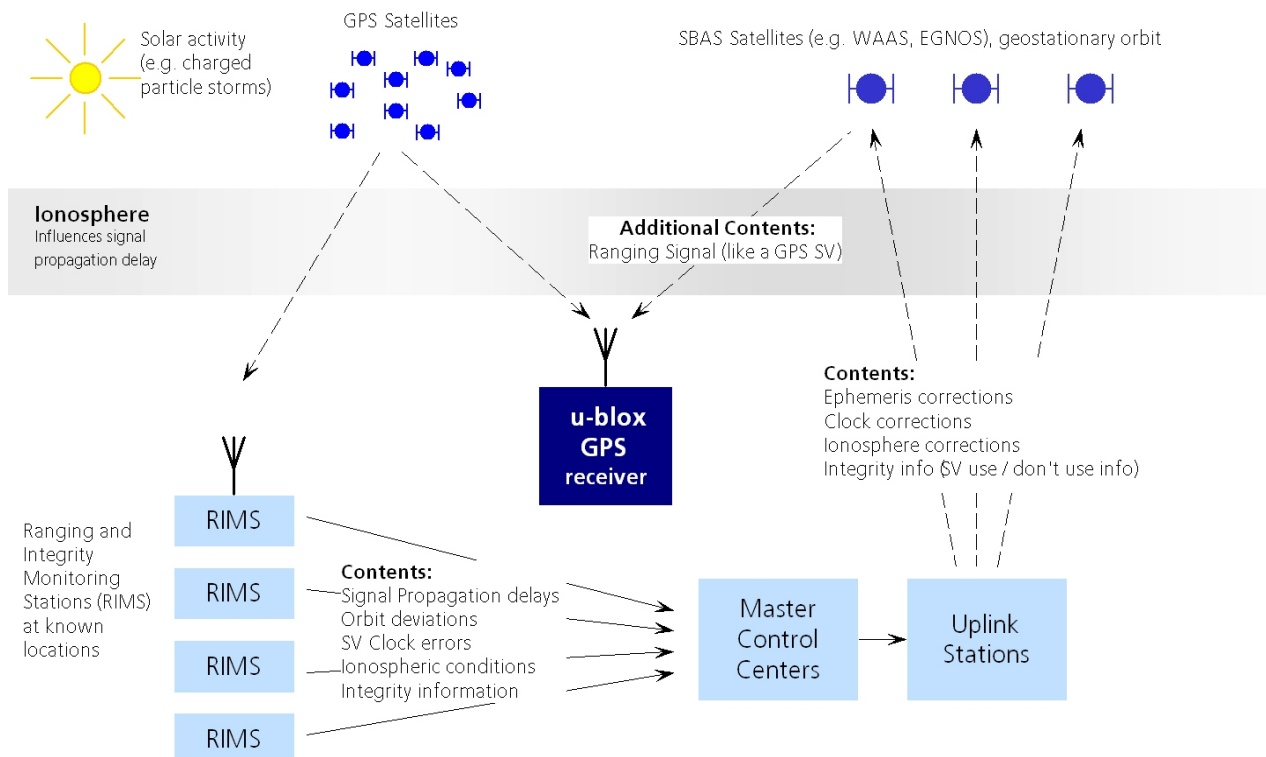 GPS Satellites
Solar activity
(e.g. charged
particle storms)
SBAS Satellites (e.g. WAAS, EGNOS), geostationary orbit
Ionosphere
Influences signal
propagation delay
Additional Contents:
Ranging Signal (like a GPS SV)
u-blox
GPS
receiver
Contents:
Ephemeris corrections
Clock corrections
Ionosphere corrections
Integrity info (SV use / don't use info)
Ranging and
Integrity
Monitoring
Stations (RIMS)
at known
locations
RIMS
RIMS
RIMS
RIMS
Contents:
Signal Propagation delays
Orbit deviations
SV Clock errors
Ionospheric conditions
Integrity information
Master
Control
Centers
Uplink
Stations